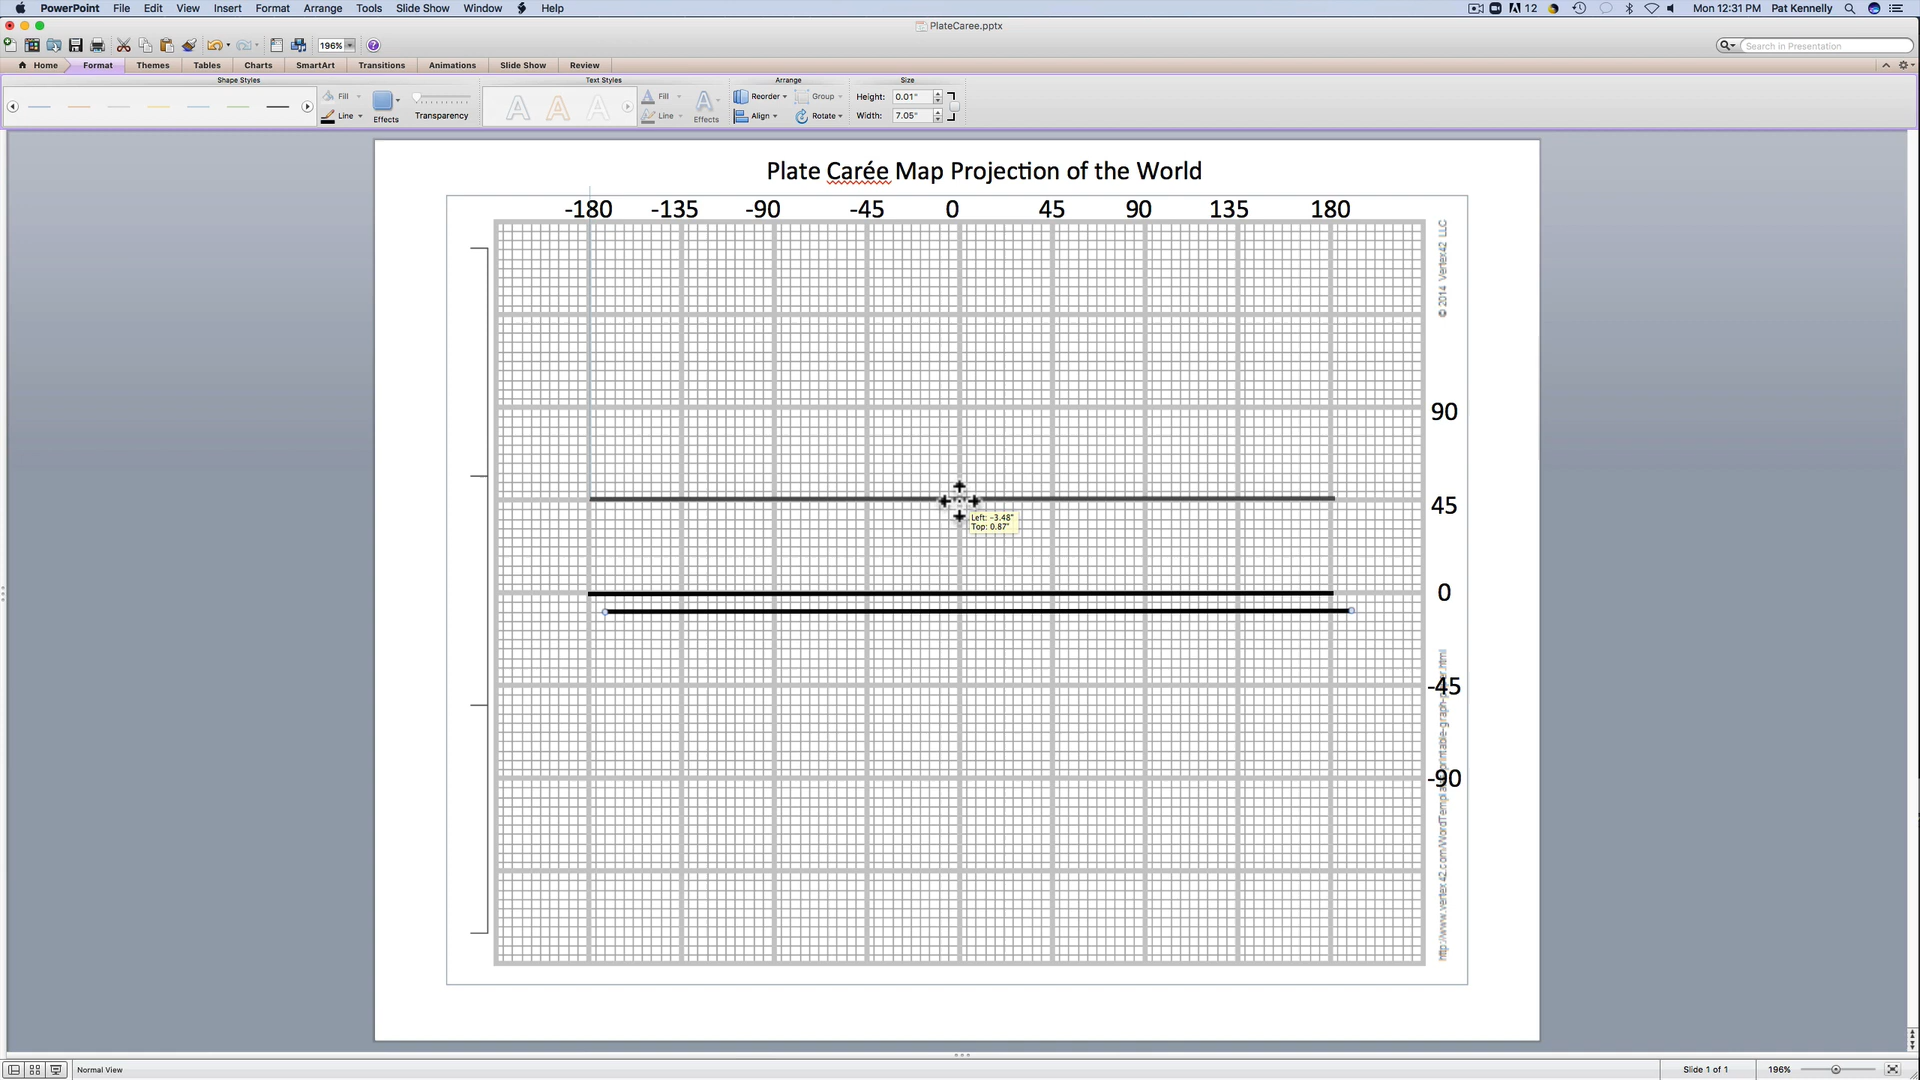 PowerPoint File Edit View Insert Format Arrange Tools Slide Show Window Help 12 Mon 12:31 PM Pat Kennelly
PlateCaree.pptx
196% Search in Presentation
Home Format Themes Tables Charts SmartArt Transitions Animations Slide Show Review
Shape Styles Text Styles Arrange Size
Fill Fill Reorder Group Height: 0.01"
Line Effects Transparency Line Effects Align Rotate Width: 7.05"
Plate Carée Map Projection of the World
-180 -135 -90 -45 0 45 90 135 180
© 2014 Vertex42 LLC
90
45
Left: -3.48"
Top: 0.87"
0
-45
-90
Normal View Slide 1 of 1 196%